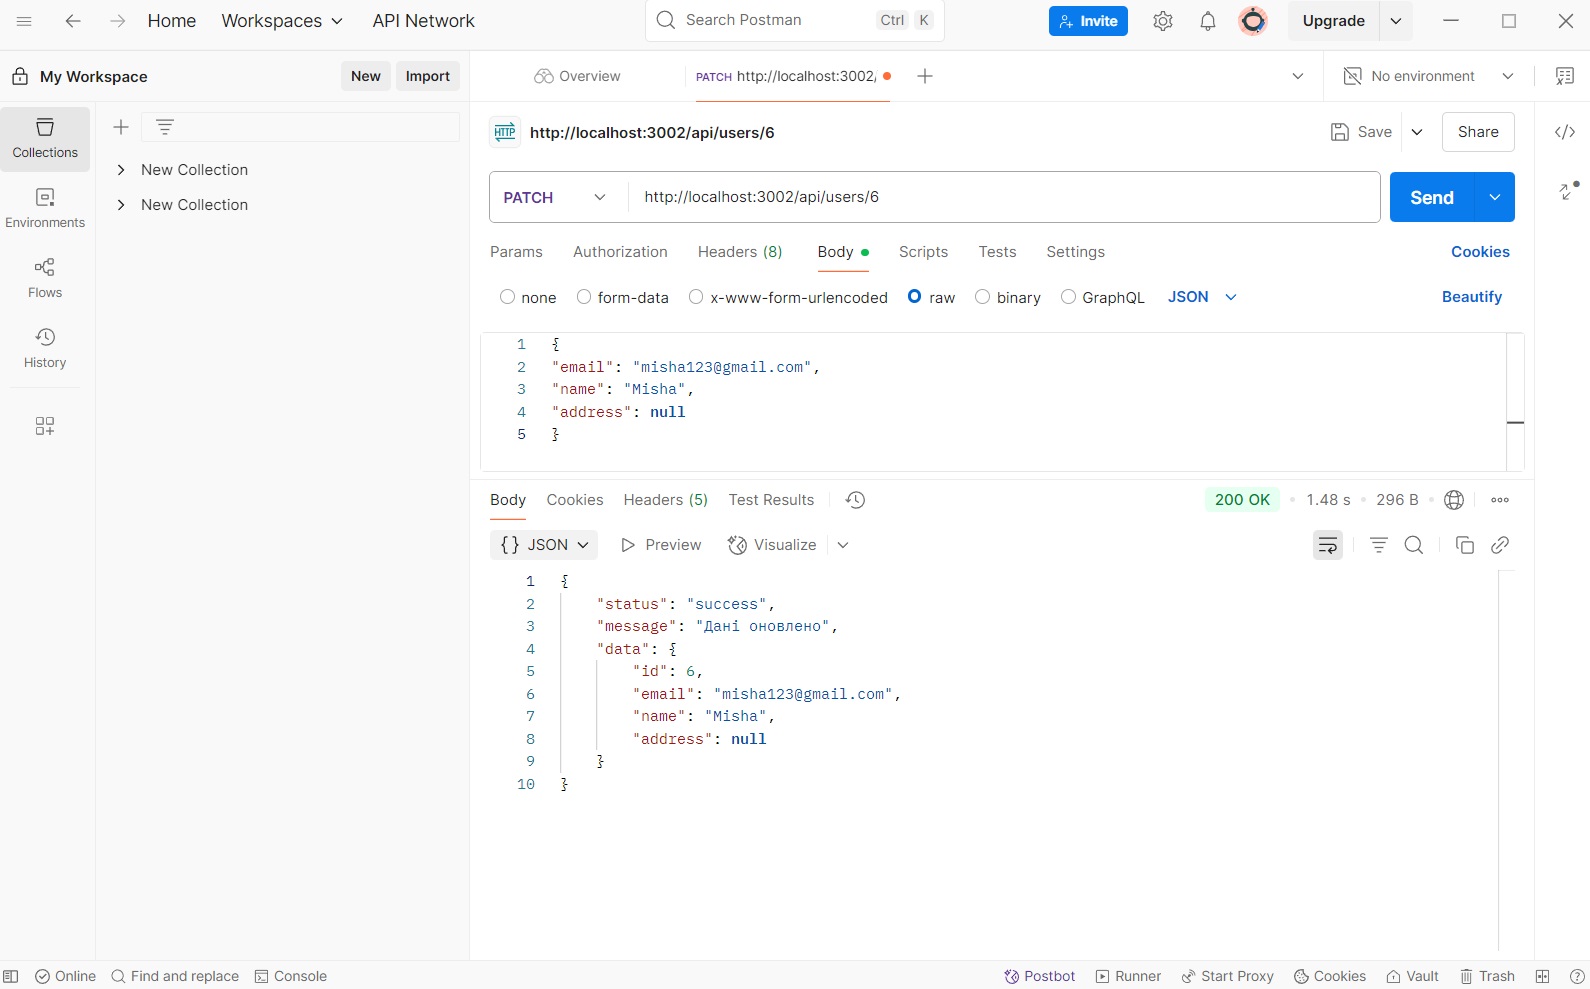 Home Workspaces API Network Search Postman Ctrl K Invite Upgrade
My Workspace New Import Overview PATCH http://localhost:3002/ No environment
Collections
Environments
Flows
History
New Collection
New Collection
HTTP http://localhost:3002/api/users/6 Save Share
PATCH http://localhost:3002/api/users/6 Send
Params Authorization Headers (8) Body Scripts Tests Settings Cookies
none form-data x-www-form-urlencoded raw binary GraphQL JSON Beautify
1 {
2 "email": "misha123@gmail.com",
3 "name": "Misha",
4 "address": null
5 }
Body Cookies Headers (5) Test Results 200 OK 1.48 s 296 B
{} JSON Preview Visualize
1 {
2 "status": "success",
3 "message": "Дані оновлено",
4 "data": {
5 "id": 6,
6 "email": "misha123@gmail.com",
7 "name": "Misha",
8 "address": null
9 }
10 }
Online Find and replace Console Postbot Runner Start Proxy Cookies Vault Trash